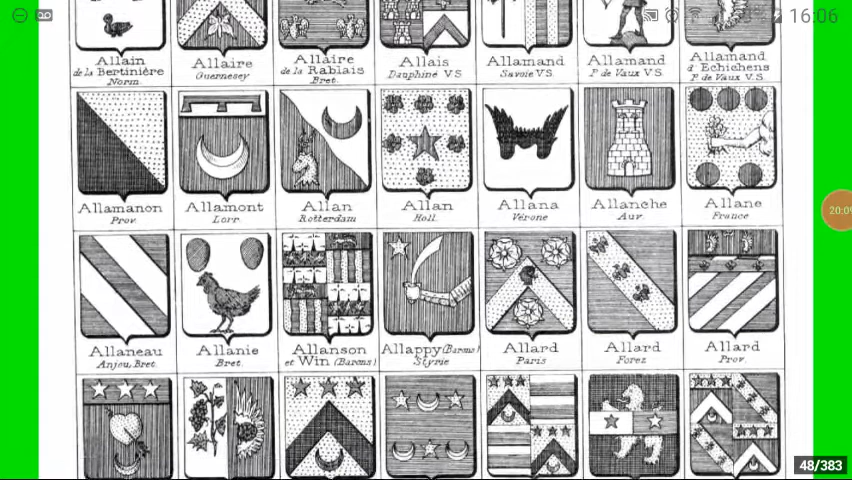 16:06
Allain
de la Bertinière
Norm.
Allaire
Guernesey
Allaire
de la Rablais
Bret.
Allais
Dauphiné V.S.
Allamand
Savoie V.S.
Allamand
P. de Vaux V.S.
Allamand
d'Echichens
P. de Vaux V.S.
Allamanon
Prov.
Allamont
Lorr.
Allan
Rotterdam
Allan
Holl.
Allana
Vérone
Allanche
Auv.
Allane
France
20:09
Allaneau
Anjou, Bret.
Allanie
Bret.
Allanson
et Win (Barons)
Allappy (Barons)
Styrie
Allard
Paris
Allard
Forez
Allard
Prov.
48/383